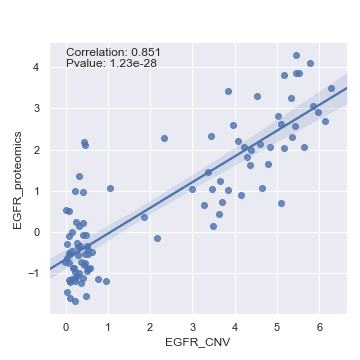 Correlation: 0.851
Pvalue: 1.23e-28
4
3
2
1
0
−1
EGFR_proteomics
0 1 2 3 4 5 6
EGFR_CNV